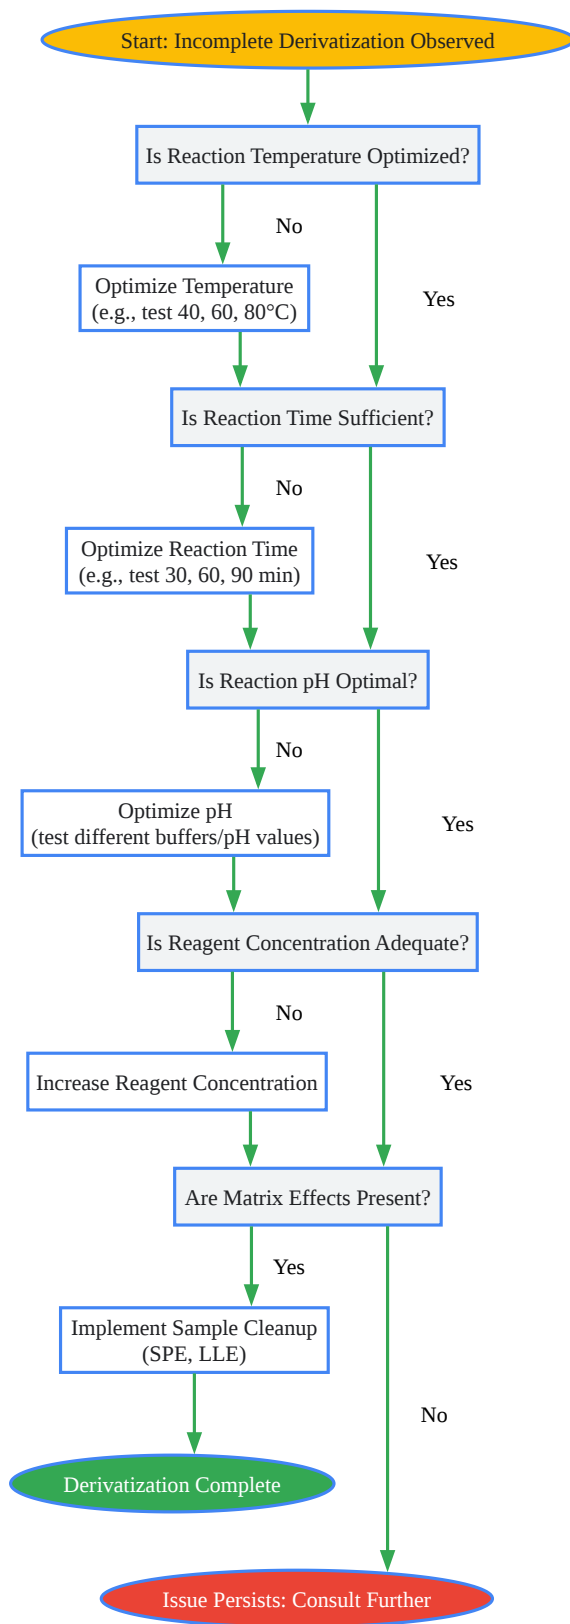 Start: Incomplete Derivatization Observed
Is Reaction Temperature Optimized?
No
Optimize Temperature
(e.g., test 40, 60, 80°C)
Yes
Is Reaction Time Sufficient?
No
Optimize Reaction Time
(e.g., test 30, 60, 90 min)
Yes
Is Reaction pH Optimal?
No
Optimize pH
(test different buffers/pH values)
Yes
Is Reagent Concentration Adequate?
No
Increase Reagent Concentration
Yes
Are Matrix Effects Present?
Yes
Implement Sample Cleanup
(SPE, LLE)
No
Derivatization Complete
Issue Persists: Consult Further